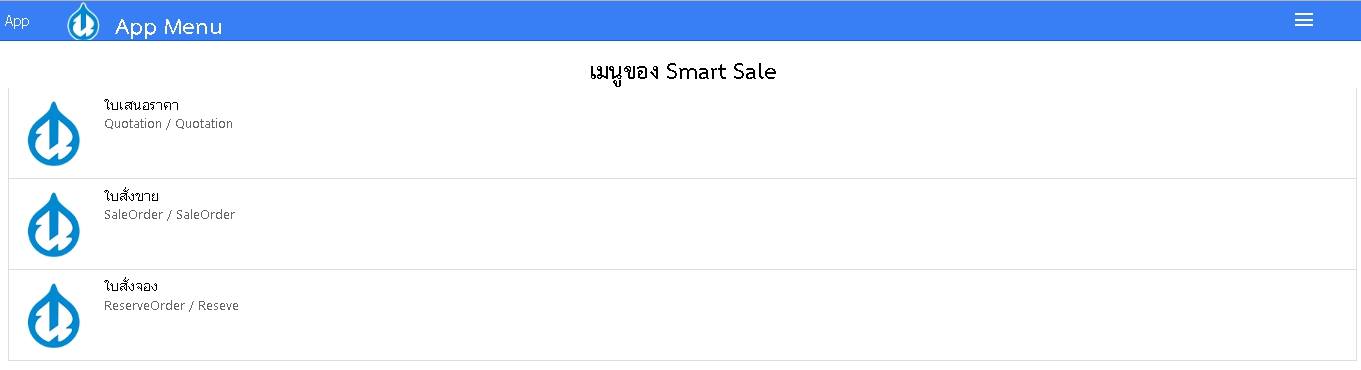 App
App Menu
เมนูของ Smart Sale
ใบเสนอราคา
Quotation / Quotation
ใบสั่งขาย
SaleOrder / SaleOrder
ใบสั่งจอง
ReserveOrder / Reseve